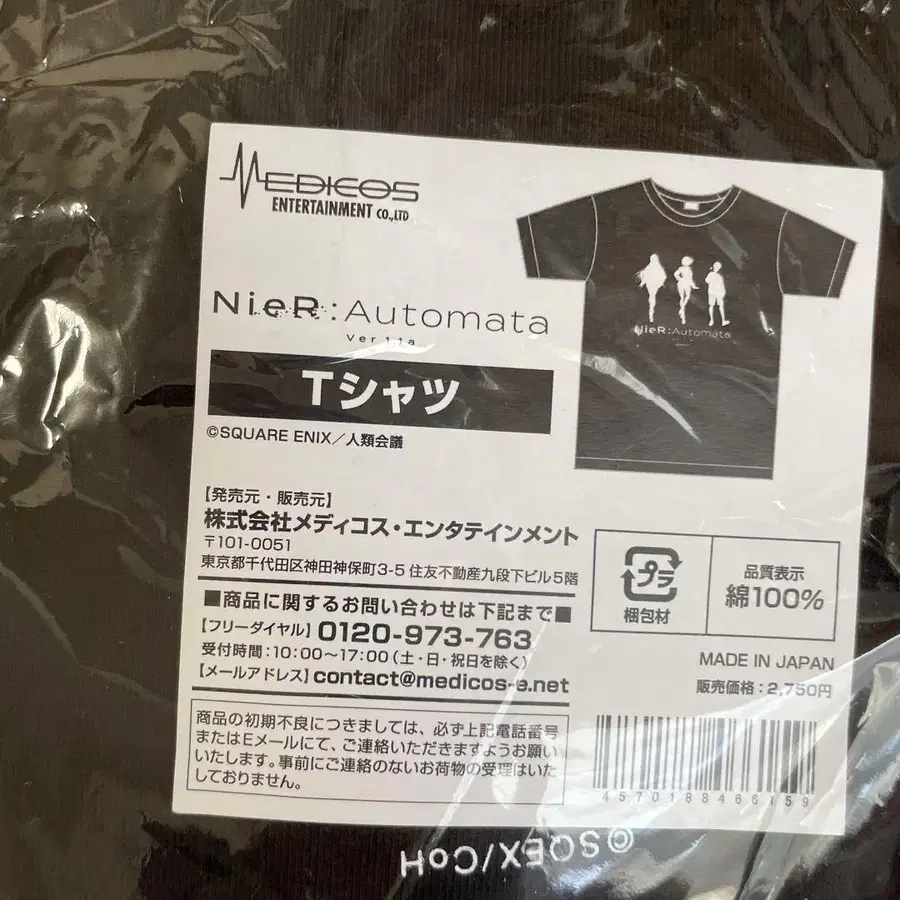 MEDICOS
ENTERTAINMENT CO.,LTD
NieR:Automata
Ver1.1a
Tシャツ
©SQUARE ENIX／人類会議
NieR:Automata
【発売元・販売元】
株式会社メディコス・エンタテインメント
〒101-0051
東京都千代田区神田神保町3-5 住友不動産九段下ビル5階
■商品に関するお問い合わせは下記まで■
【フリーダイヤル】0120-973-763
受付時間:10:00〜17:00(土・日・祝日を除く)
【メールアドレス】contact@medicos-e.net
商品の初期不良につきましては、必ず上記電話番号
またはEメールにて、ご連絡いただきますようお願い
いたします。事前にご連絡のないお荷物の受理はいた
しておりません。
プラ
梱包材
品質表示
綿100%
MADE IN JAPAN
販売価格:2,750円
4570188466159
©SQEX/CoH